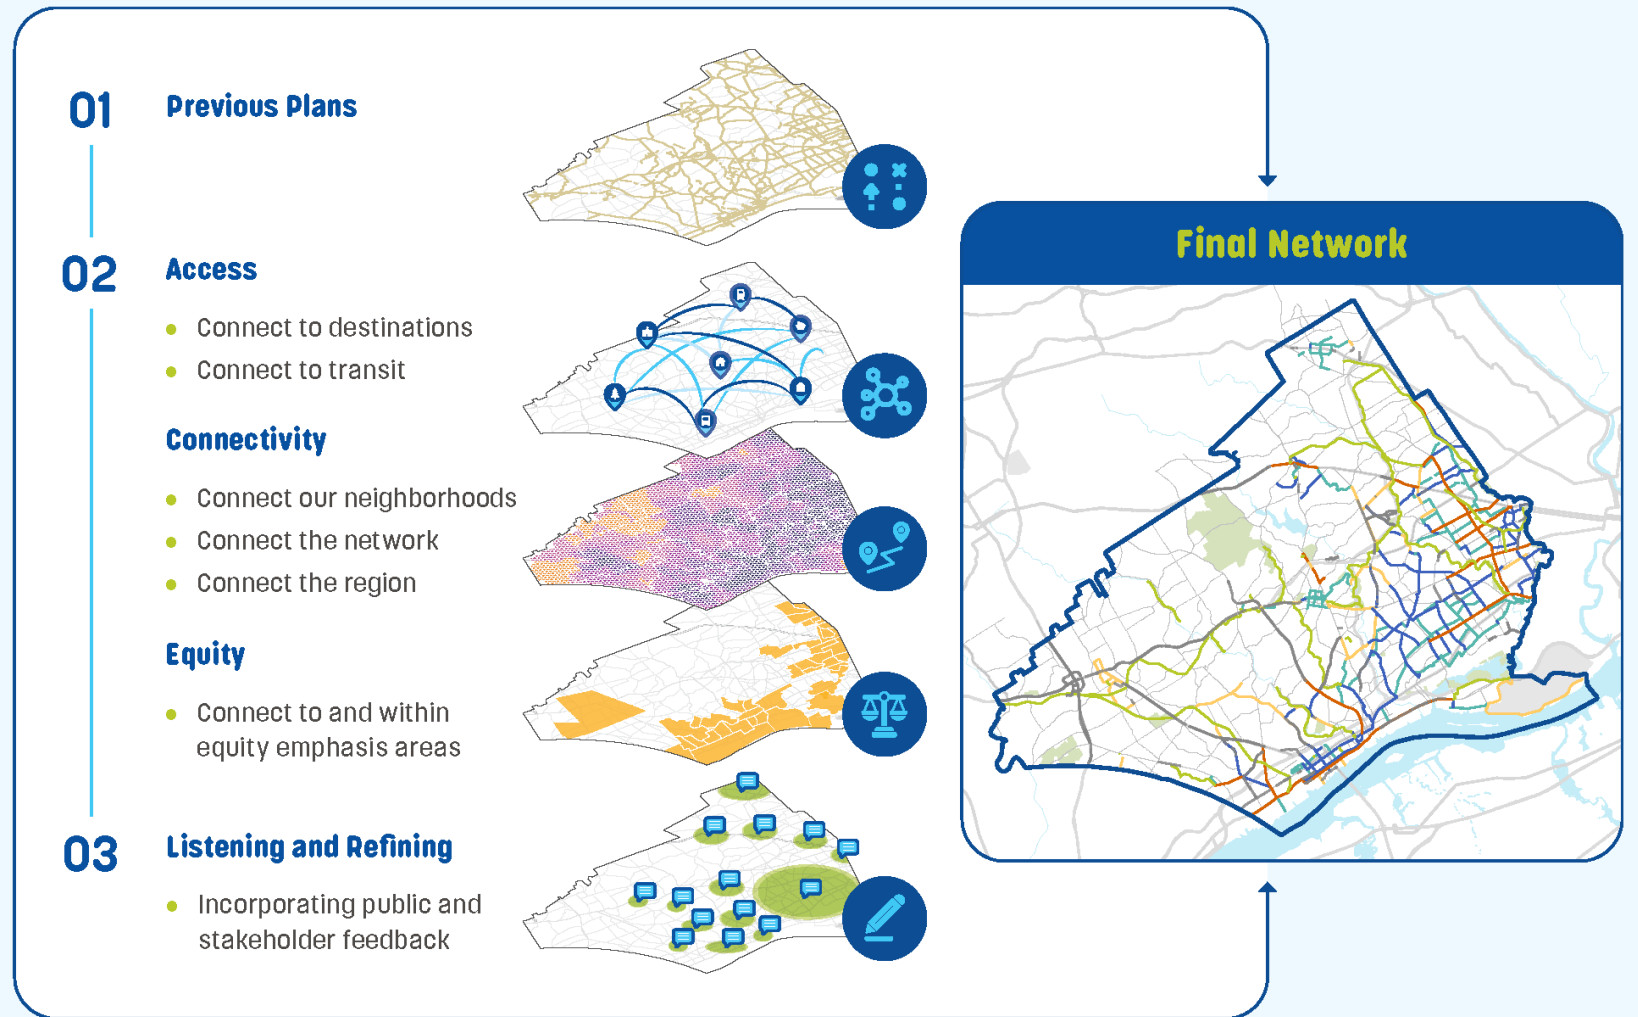 01
Previous Plans
02
Access
Connect to destinations
Connect to transit
Connectivity
Connect our neighborhoods
Connect the network
Connect the region
Equity
Connect to and within
equity emphasis areas
03
Listening and Refining
Incorporating public and
stakeholder feedback
Final Network